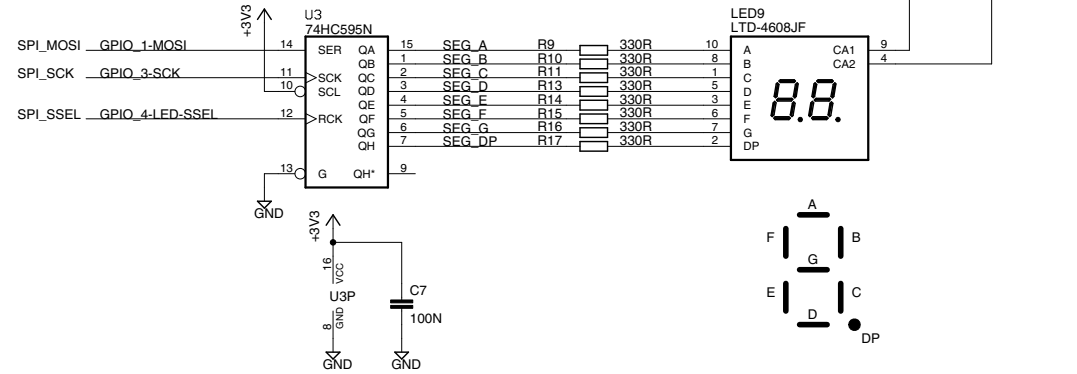 +3V3
U3
74HC595N
LED9
LTD-4608JF
SPI_MOSI GPIO_1-MOSI 14 SER QA 15 SEG_A R9 330R 10 A CA1 9
QB 1 SEG_B R10 330R 8 B CA2 4
SPI_SCK GPIO_3-SCK 11 SCK QC 2 SEG_C R11 330R 1 C
10 SCL QD 3 SEG_D R13 330R 5 D
QE 4 SEG_E R14 330R 3 E
SPI_SSEL GPIO_4-LED-SSEL 12 RCK QF 5 SEG_F R15 330R 6 F
QG 6 SEG_G R16 330R 7 G
QH 7 SEG_DP R17 330R 2 DP
8.8.
13 G QH* 9
GND
+3V3
16 VCC
U3P
8 GND
GND
C7
100N
GND
A
F B
G
E C
D
DP